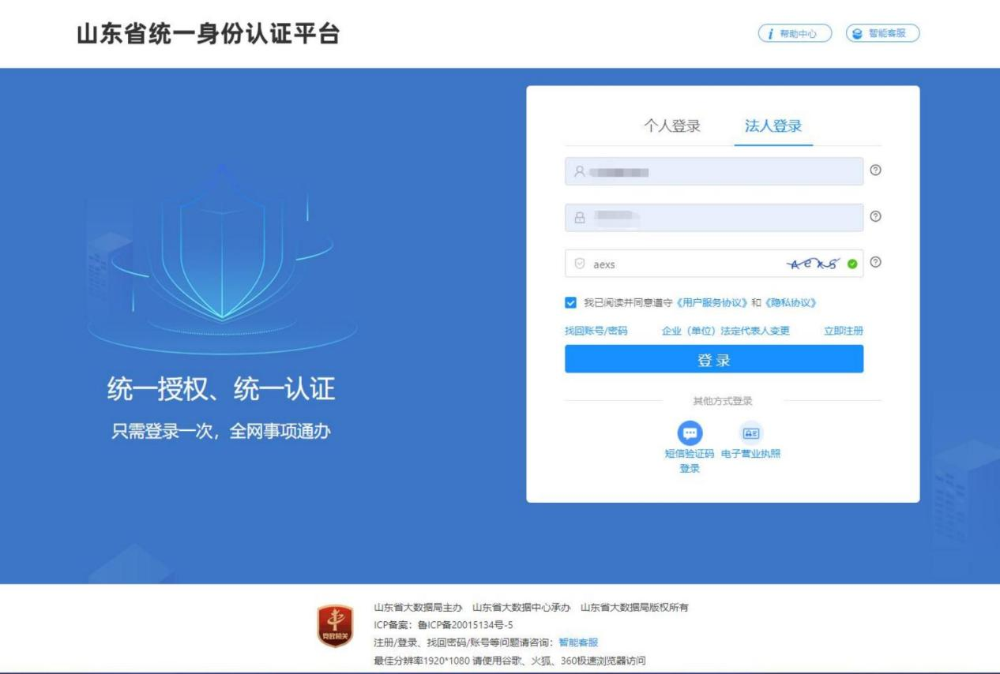 山东省统一身份认证平台
帮助中心
智能客服
个人登录
法人登录
aexs
aexs
我已阅读并同意遵守《用户服务协议》和《隐私协议》
找回账号/密码
企业（单位）法定代表人变更
立即注册
登录
其他方式登录
短信验证码
登录
电子营业执照
统一授权、统一认证
只需登录一次，全网事项通办
党政机关
山东省大数据局主办 山东省大数据中心承办 山东省大数据局版权所有
ICP备案：鲁ICP备20015134号-5
注册/登录、找回密码/账号等问题请咨询：智能客服
最佳分辨率1920*1080 请使用谷歌、火狐、360极速浏览器访问